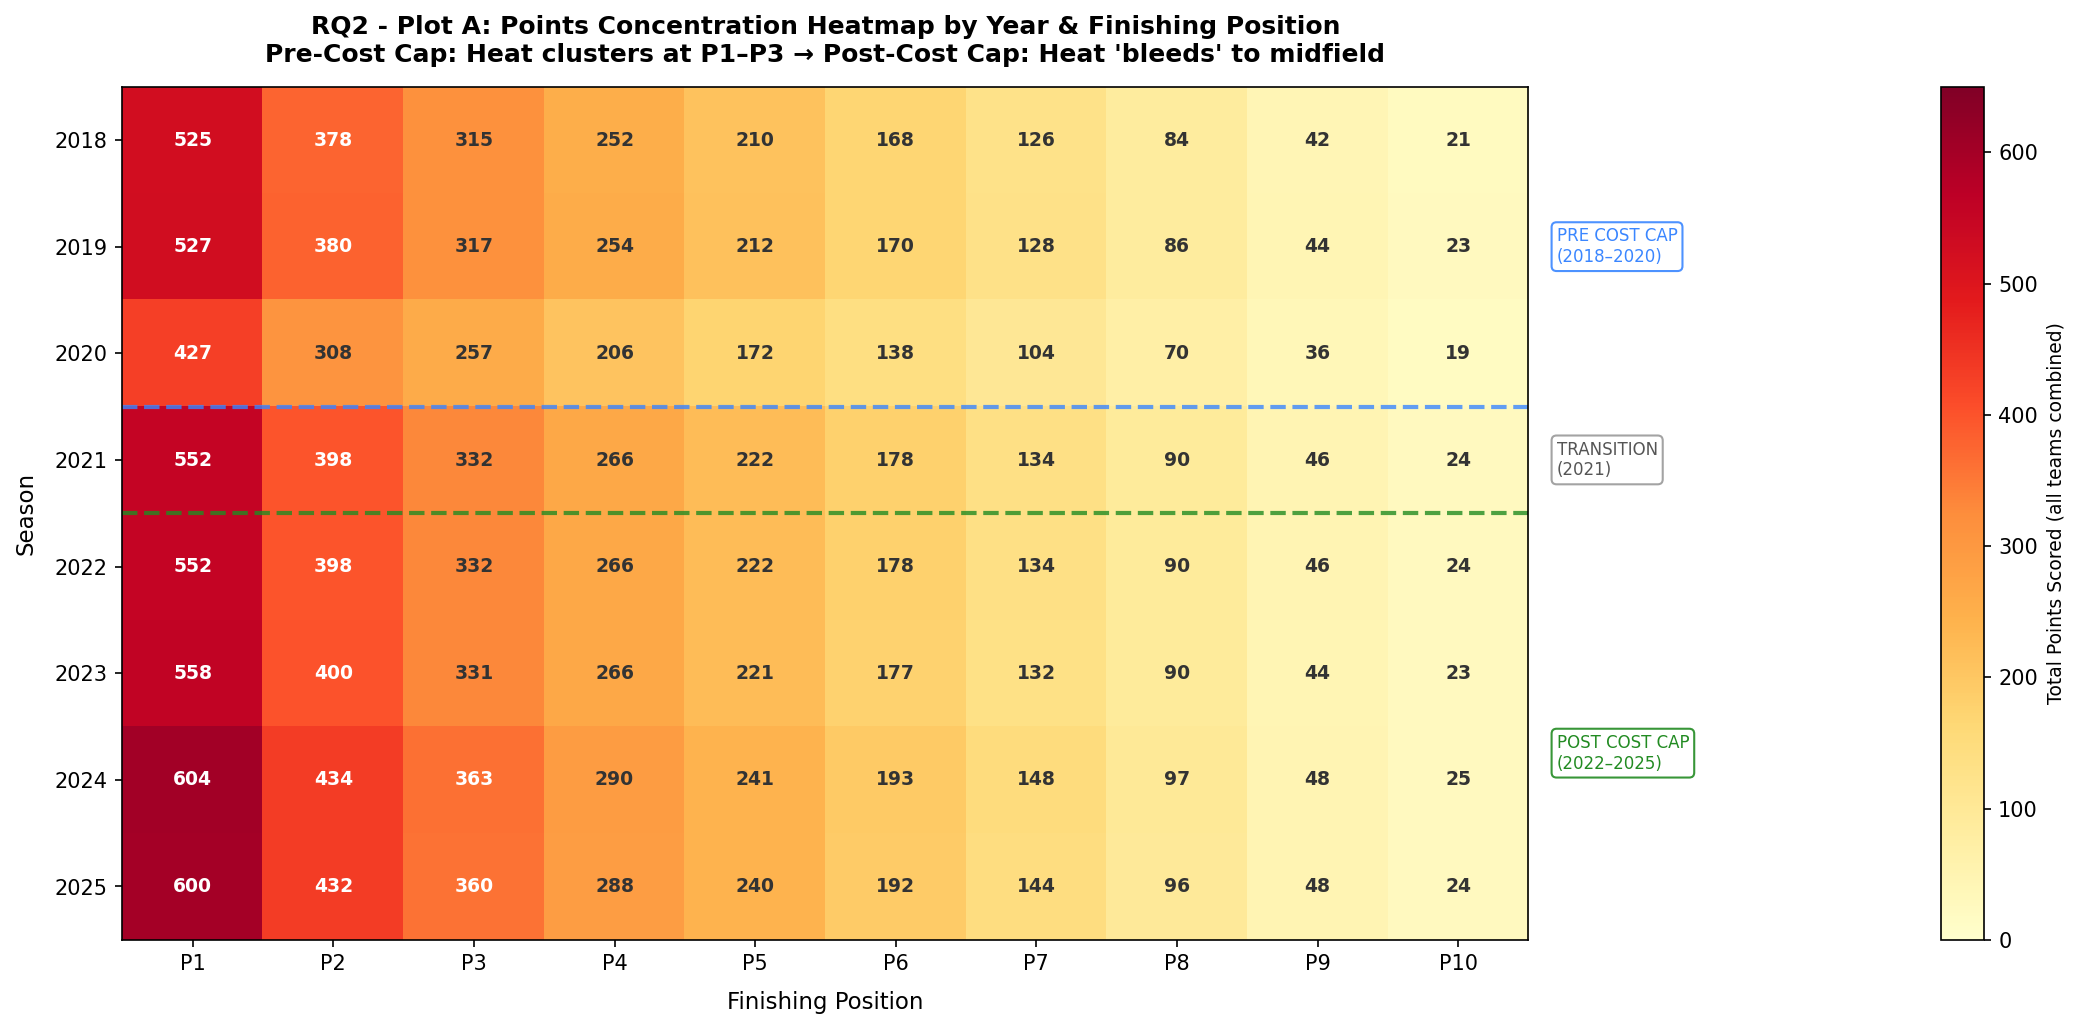 RQ2 - Plot A: Points Concentration Heatmap by Year & Finishing Position
Pre-Cost Cap: Heat clusters at P1–P3 → Post-Cost Cap: Heat 'bleeds' to midfield
2018 525 378 315 252 210 168 126 84 42 21
2019 527 380 317 254 212 170 128 86 44 23
2020 427 308 257 206 172 138 104 70 36 19
2021 552 398 332 266 222 178 134 90 46 24
2022 552 398 332 266 222 178 134 90 46 24
2023 558 400 331 266 221 177 132 90 44 23
2024 604 434 363 290 241 193 148 97 48 25
2025 600 432 360 288 240 192 144 96 48 24
P1 P2 P3 P4 P5 P6 P7 P8 P9 P10
Finishing Position
Season
PRE COST CAP
(2018–2020)
TRANSITION
(2021)
POST COST CAP
(2022–2025)
600
500
400
300
200
100
0
Total Points Scored (all teams combined)